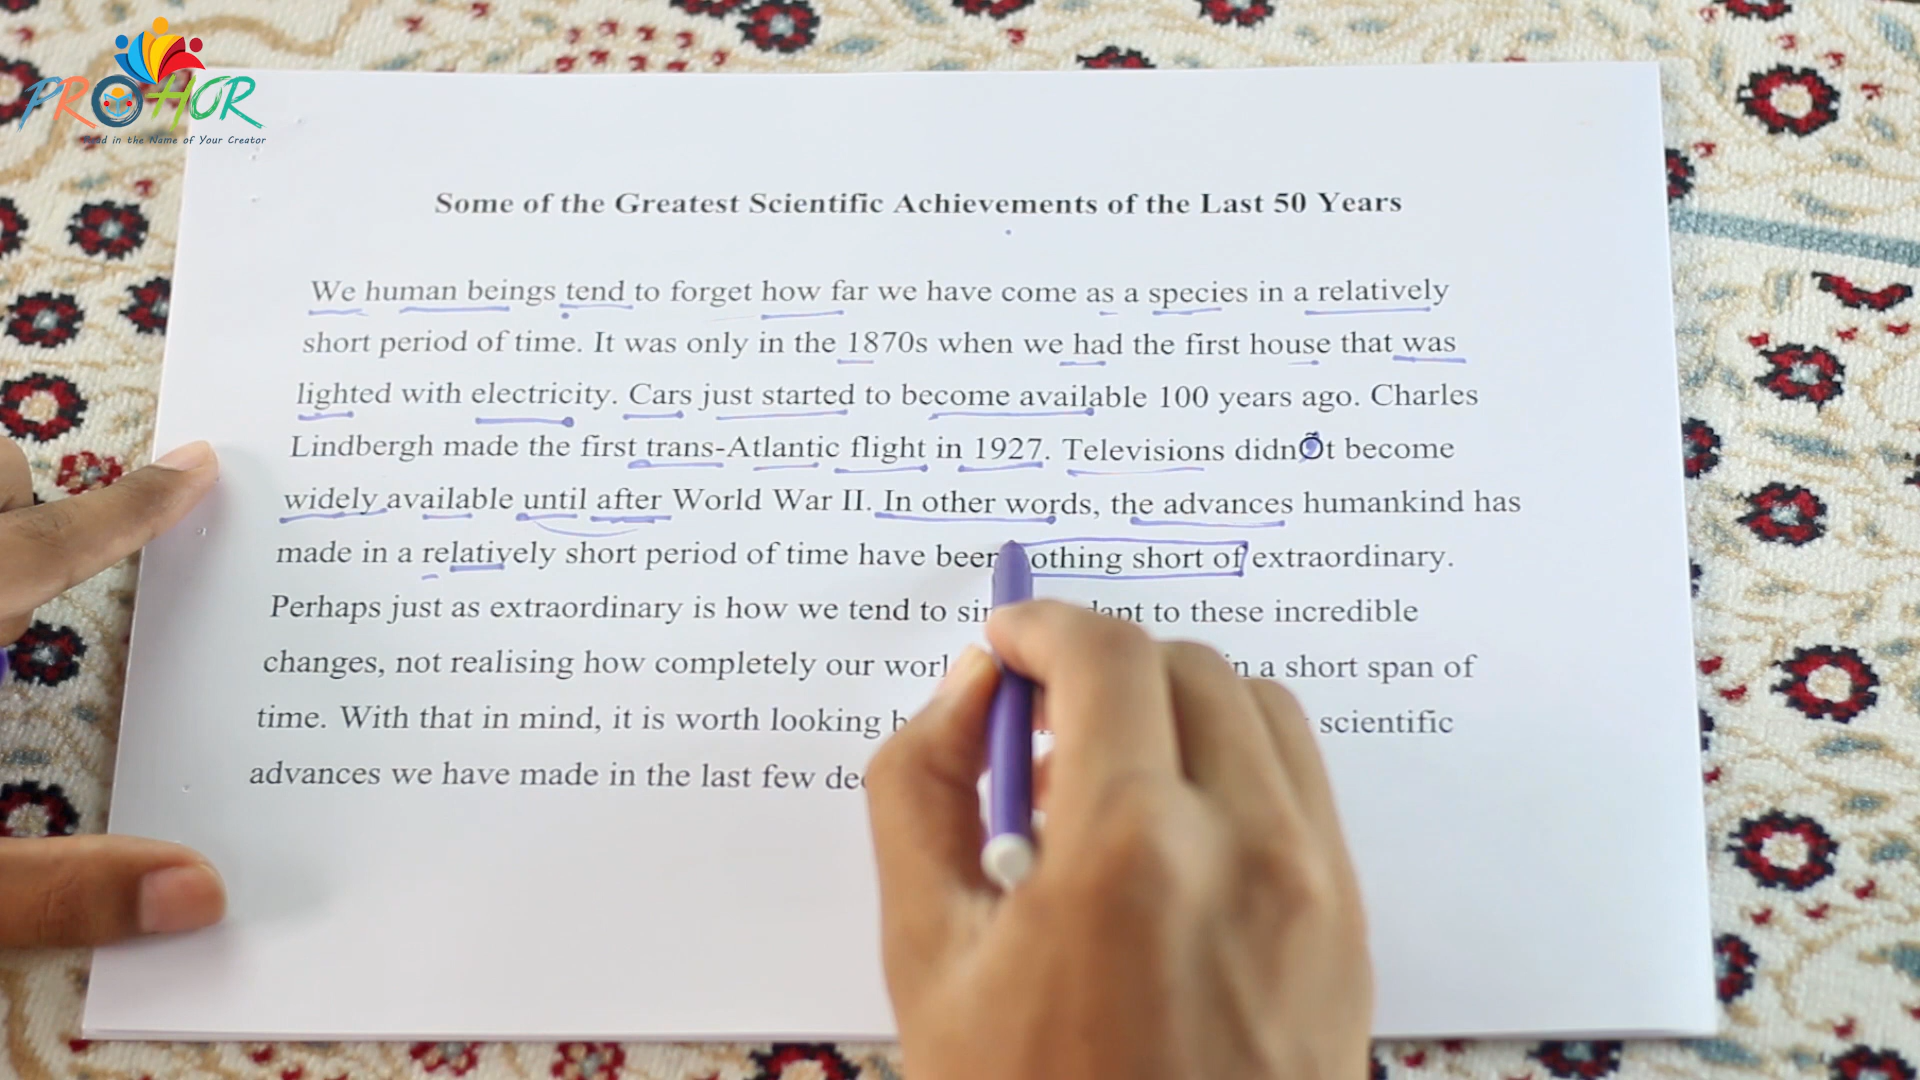 PROHOR
Read in the Name of Your Creator
Some of the Greatest Scientific Achievements of the Last 50 Years
We human beings tend to forget how far we have come as a species in a relatively
short period of time. It was only in the 1870s when we had the first house that was
lighted with electricity. Cars just started to become available 100 years ago. Charles
Lindbergh made the first trans-Atlantic flight in 1927. Televisions didnÕt become
widely available until after World War II. In other words, the advances humankind has
made in a relatively short period of time have been nothing short of extraordinary.
Perhaps just as extraordinary is how we tend to to these incredible
changes, not realising how completely our in a short span of
time. With that in mind, it is worth looking scientific
advances we have made in the last few